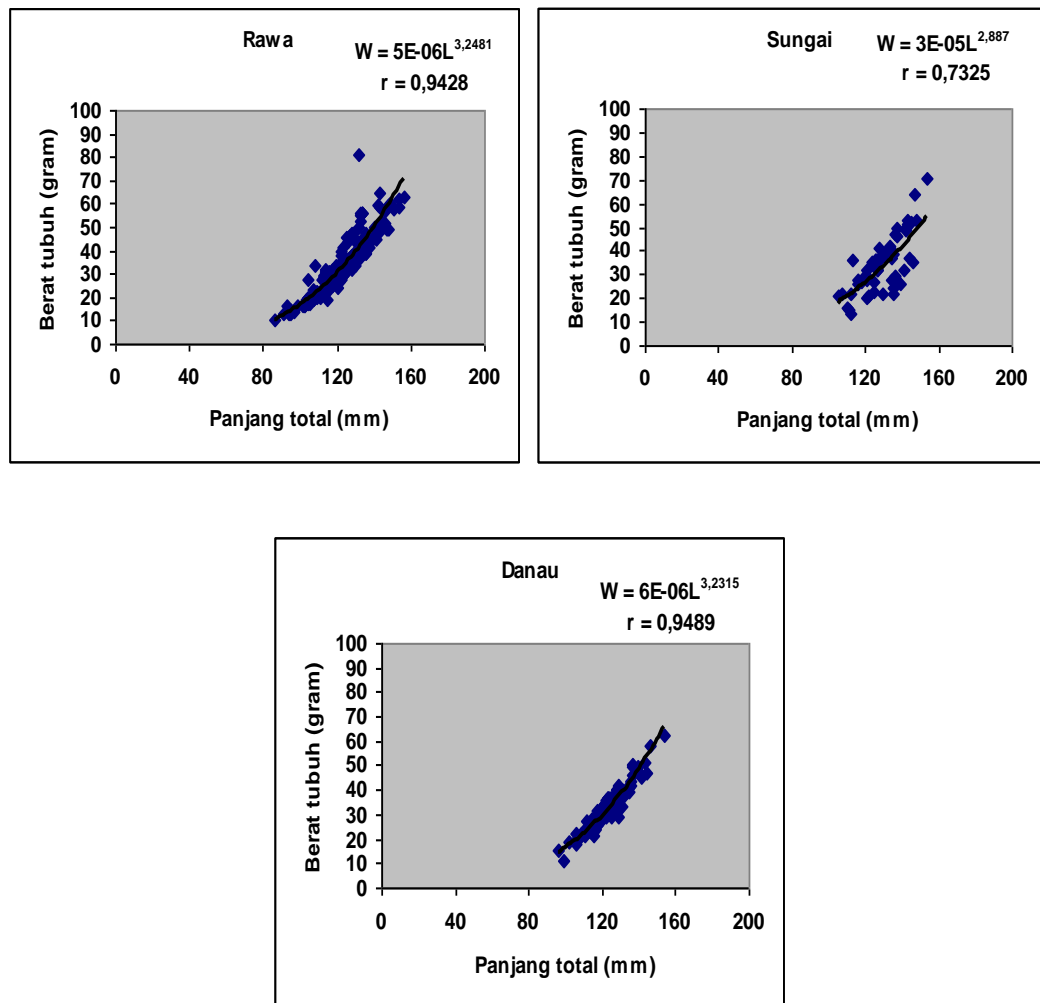 Rawa
W = 5E-06L^3,2481
r = 0,9428
Berat tubuh (gram)
100
90
80
70
60
50
40
30
20
10
0
0 40 80 120 160 200
Panjang total (mm)
Sungai
W = 3E-05L^2,887
r = 0,7325
Berat tubuh (gram)
100
90
80
70
60
50
40
30
20
10
0
0 40 80 120 160 200
Panjang total (mm)
Danau
W = 6E-06L^3,2315
r = 0,9489
Berat tubuh (gram)
100
90
80
70
60
50
40
30
20
10
0
0 40 80 120 160 200
Panjang total (mm)